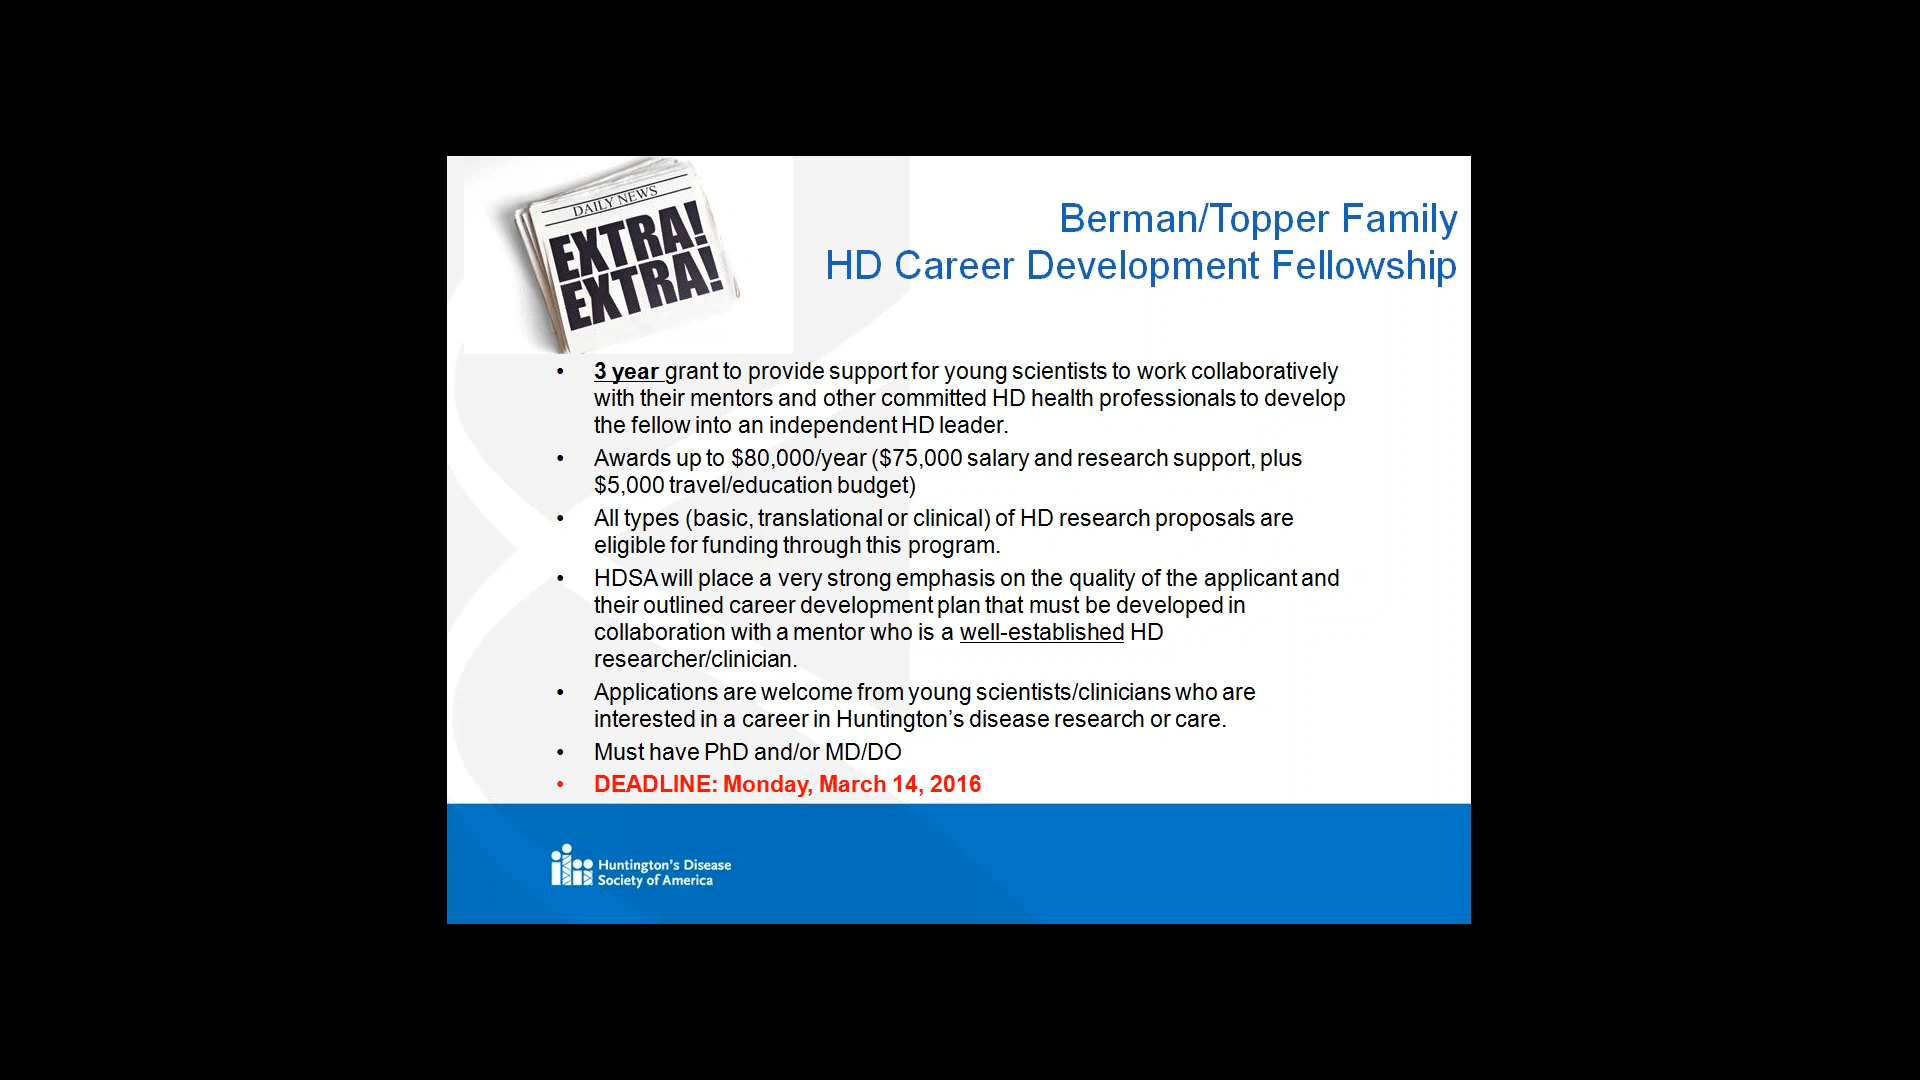 DAILY NEWS
EXTRA!
EXTRA!
Berman/Topper Family
HD Career Development Fellowship
• 3 year grant to provide support for young scientists to work collaboratively
with their mentors and other committed HD health professionals to develop
the fellow into an independent HD leader.
• Awards up to $80,000/year ($75,000 salary and research support, plus
$5,000 travel/education budget)
• All types (basic, translational or clinical) of HD research proposals are
eligible for funding through this program.
• HDSA will place a very strong emphasis on the quality of the applicant and
their outlined career development plan that must be developed in
collaboration with a mentor who is a well-established HD
researcher/clinician.
• Applications are welcome from young scientists/clinicians who are
interested in a career in Huntington’s disease research or care.
• Must have PhD and/or MD/DO
• DEADLINE: Monday, March 14, 2016
Huntington's Disease
Society of America